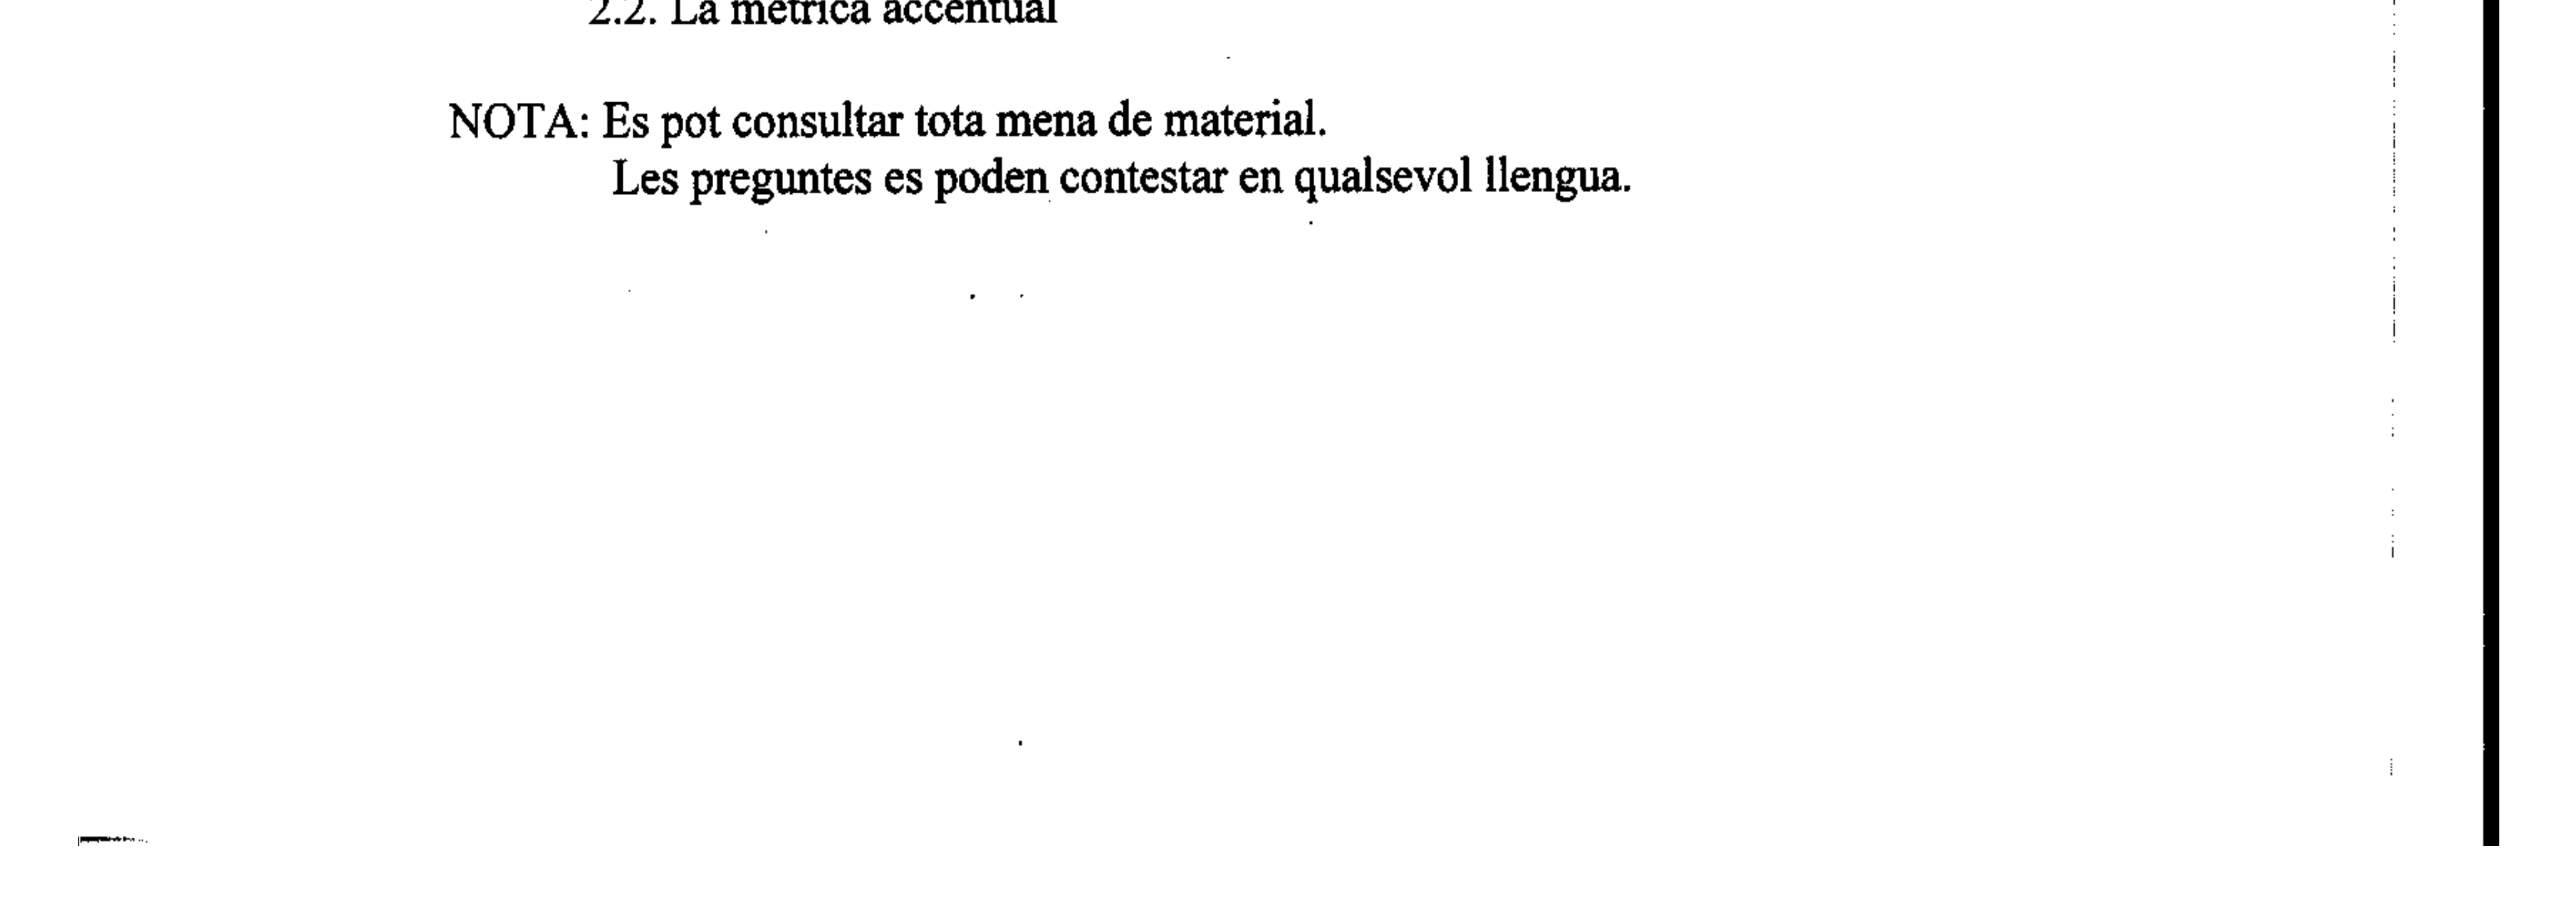 2.2. La mètrica accentual
NOTA: Es pot consultar tota mena de material.
Les preguntes es poden contestar en qualsevol llengua.